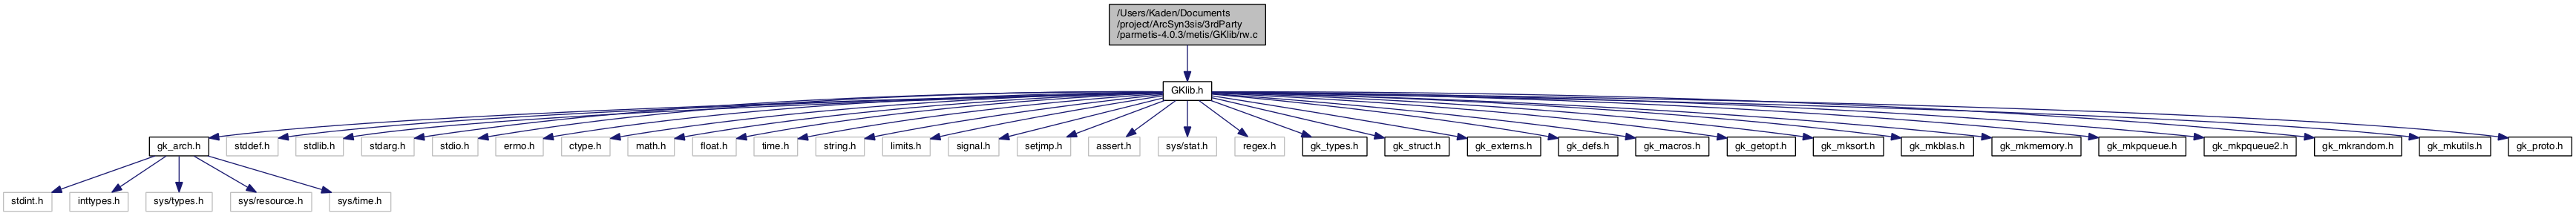 /Users/Kaden/Documents
/project/ArcSyn3sis/3rdParty
/parmetis-4.0.3/metis/GKlib/rw.c
GKlib.h
gk_arch.h
stddef.h
stdlib.h
stdarg.h
stdio.h
errno.h
ctype.h
math.h
float.h
time.h
string.h
limits.h
signal.h
setjmp.h
assert.h
sys/stat.h
regex.h
gk_types.h
gk_struct.h
gk_externs.h
gk_defs.h
gk_macros.h
gk_getopt.h
gk_mksort.h
gk_mkblas.h
gk_mkmemory.h
gk_mkpqueue.h
gk_mkpqueue2.h
gk_mkrandom.h
gk_mkutils.h
gk_proto.h
stdint.h
inttypes.h
sys/types.h
sys/resource.h
sys/time.h